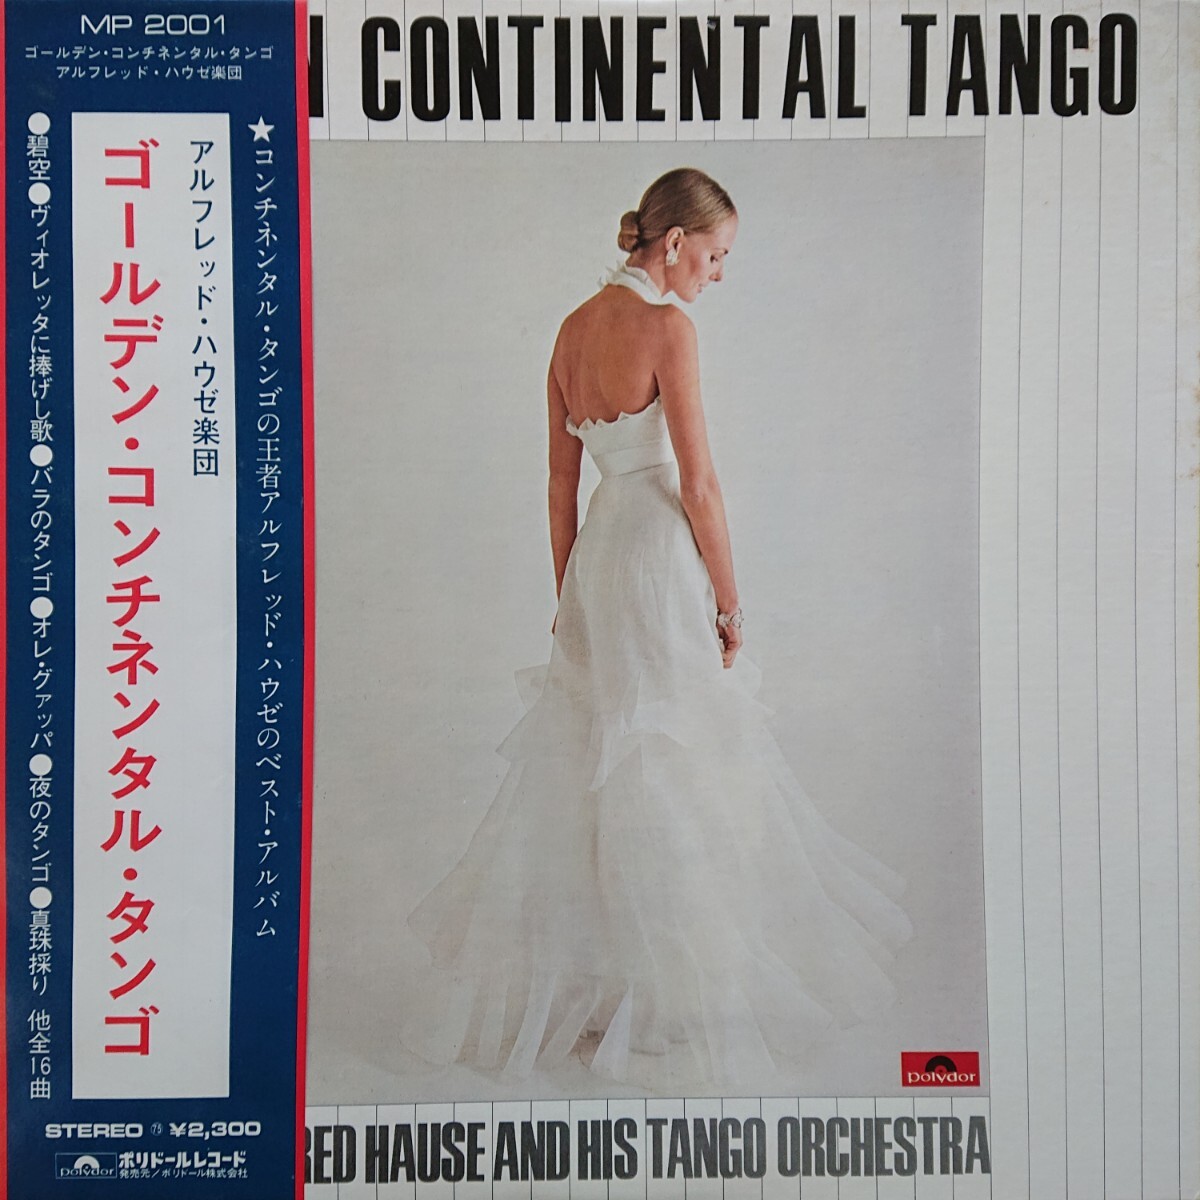 MP 2001
ゴールデン・コンチネンタル・タンゴ
アルフレッド・ハウゼ楽団
★コンチネンタル・タンゴの王者アルフレッド・ハウゼのベスト・アルバム
アルフレッド・ハウゼ楽団
ゴールデン・コンチネンタル・タンゴ
●碧空●ヴィオレッタに捧げし歌●バラのタンゴ●オレ・グァッパ●夜のタンゴ●真珠採り 他全16曲
STEREO ㊄ ¥2,300
polydor ポリドールレコード
発売元/ポリドール株式会社
N CONTINENTAL TANGO
polydor
RED HAUSE AND HIS TANGO ORCHESTRA